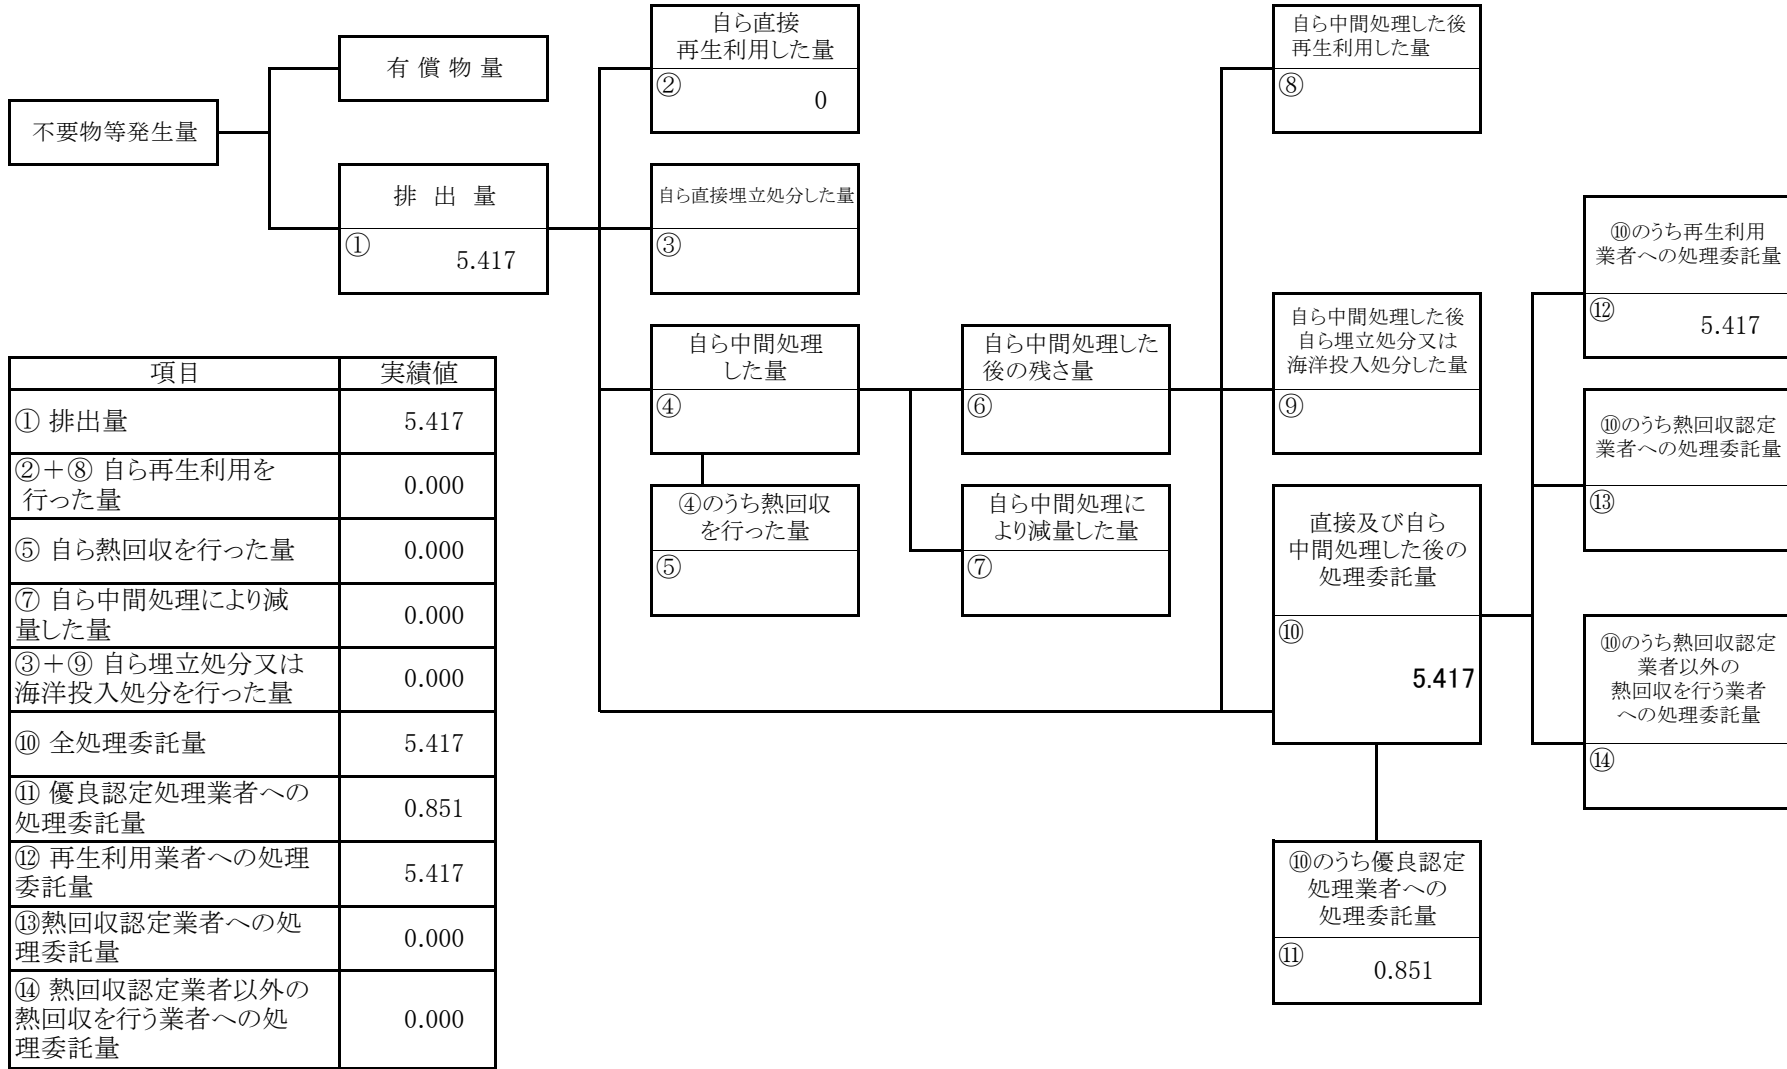 不要物等発生量
有 償 物 量
排 出 量
①
5.417
自ら直接
再生利用した量
②
0
自ら直接埋立処分した量
③
自ら中間処理
した量
④
④のうち熱回収
を行った量
⑤
自ら中間処理した
後の残さ量
⑥
自ら中間処理に
より減量した量
⑦
自ら中間処理した後
再生利用した量
⑧
自ら中間処理した後
自ら埋立処分又は
海洋投入処分した量
⑨
直接及び自ら
中間処理した後の
処理委託量
⑩
5.417
⑩のうち優良認定
処理業者への
処理委託量
⑪
0.851
⑩のうち再生利用
業者への処理委託量
⑫
5.417
⑩のうち熱回収認定
業者への処理委託量
⑬
⑩のうち熱回収認定
業者以外の
熱回収を行う業者
への処理委託量
⑭
項目 実績値
① 排出量 5.417
②+⑧ 自ら再生利用を
行った量 0.000
⑤ 自ら熱回収を行った量 0.000
⑦ 自ら中間処理により減
量した量 0.000
③+⑨ 自ら埋立処分又は
海洋投入処分を行った量 0.000
⑩ 全処理委託量 5.417
⑪ 優良認定処理業者への
処理委託量 0.851
⑫ 再生利用業者への処理
委託量 5.417
⑬熱回収認定業者への処
理委託量 0.000
⑭ 熱回収認定業者以外の
熱回収を行う業者への処
理委託量 0.000